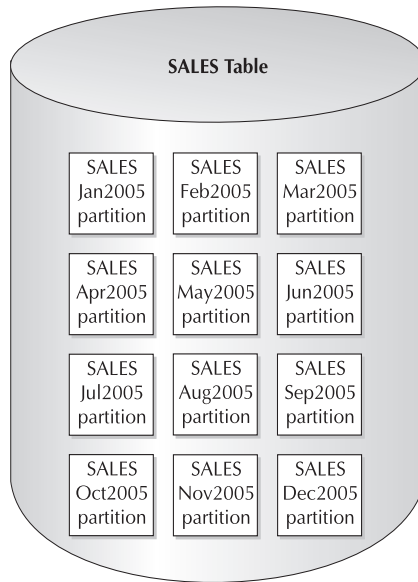 SALES Table
SALES
Jan2005
partition
SALES
Feb2005
partition
SALES
Mar2005
partition
SALES
Apr2005
partition
SALES
May2005
partition
SALES
Jun2005
partition
SALES
Jul2005
partition
SALES
Aug2005
partition
SALES
Sep2005
partition
SALES
Oct2005
partition
SALES
Nov2005
partition
SALES
Dec2005
partition